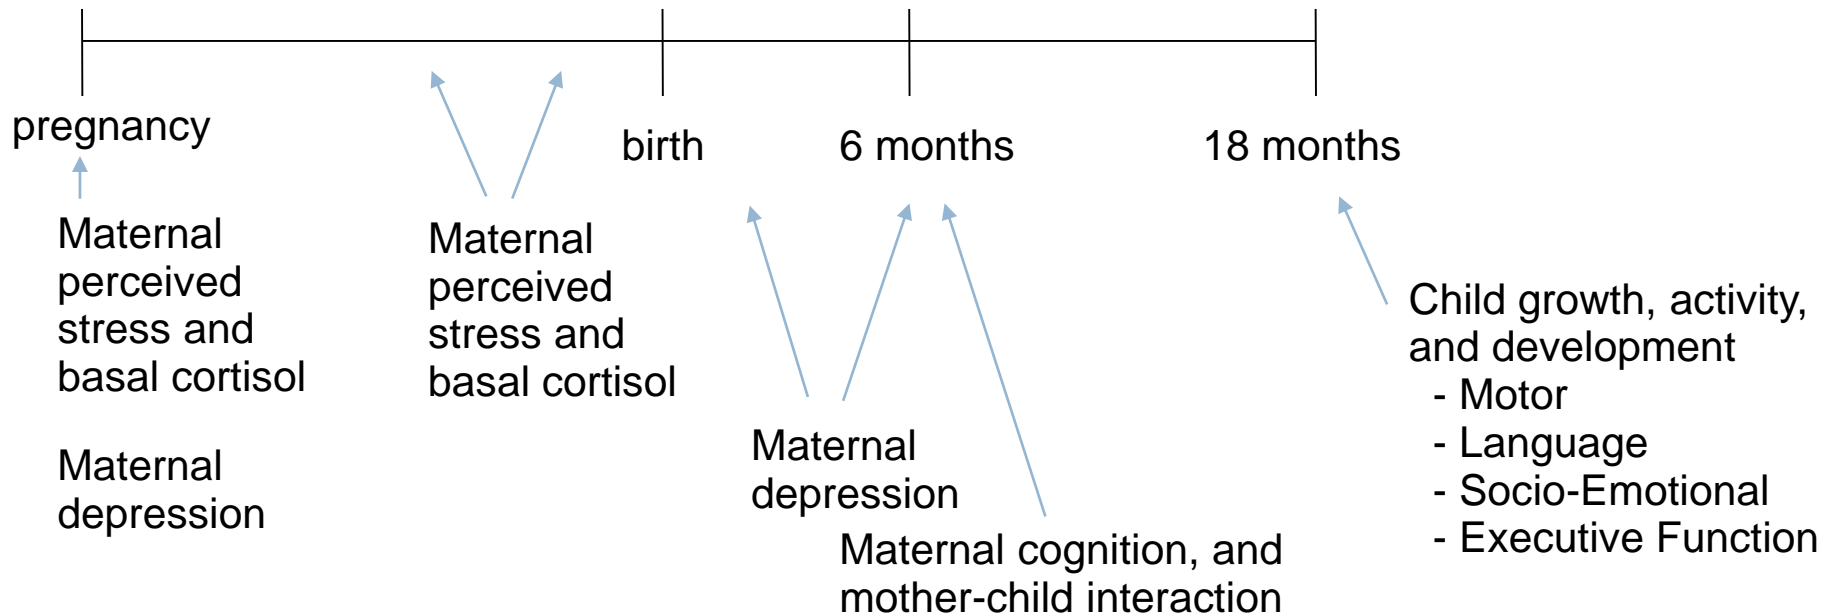 pregnancy
birth
6 months
18 months
Maternal
perceived
stress and
basal cortisol
Maternal
depression
Maternal
perceived
stress and
basal cortisol
Maternal
depression
Maternal cognition, and
mother-child interaction
Child growth, activity,
and development
- Motor
- Language
- Socio-Emotional
- Executive Function